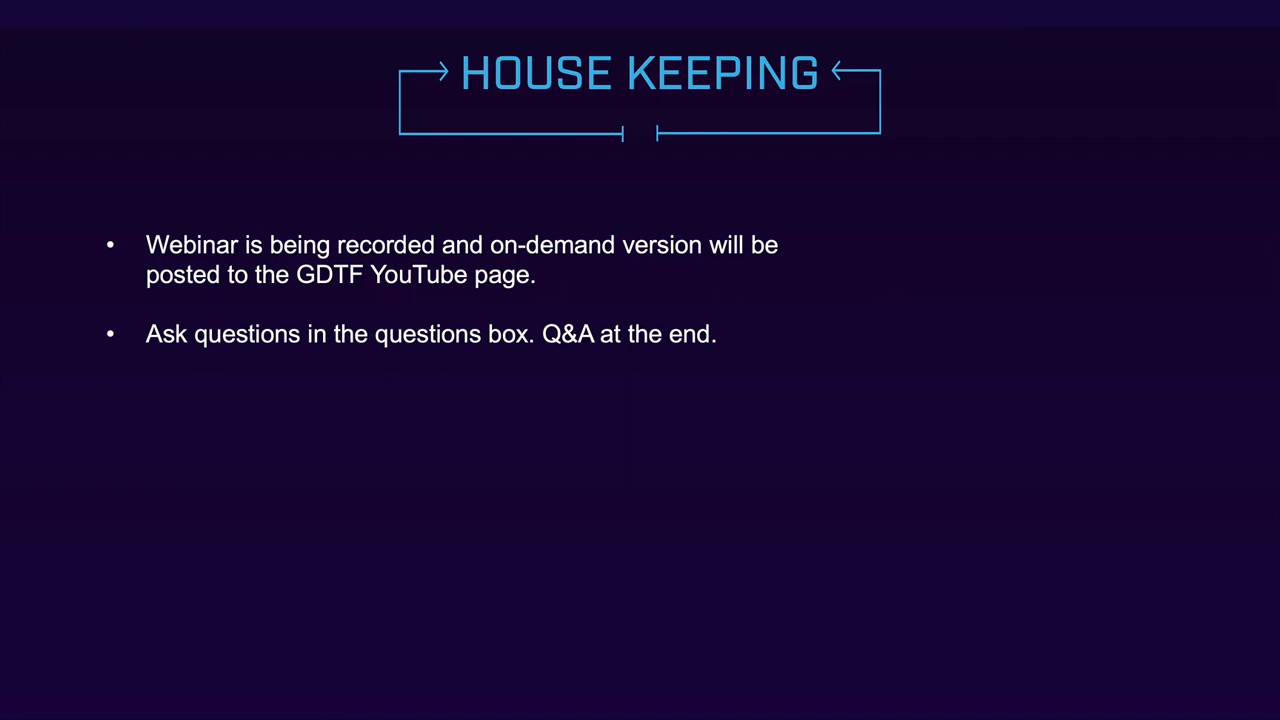 HOUSE KEEPING
• Webinar is being recorded and on-demand version will be
posted to the GDTF YouTube page.
• Ask questions in the questions box. Q&A at the end.